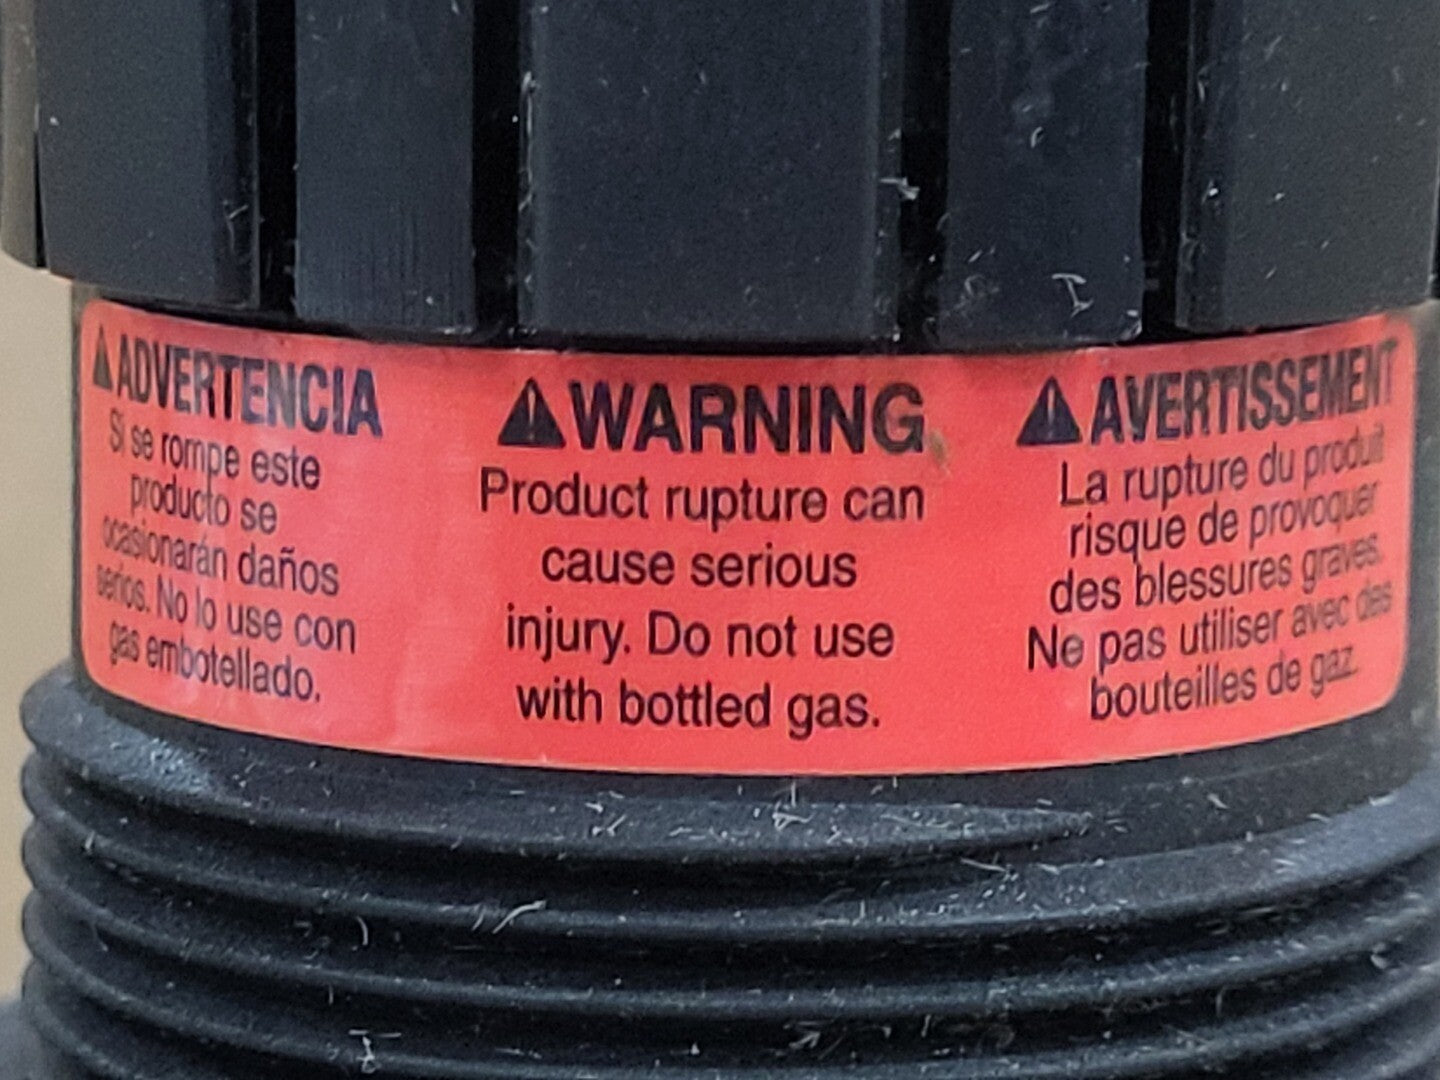 ADVERTENCIA
Si se rompe este
producto se
ocasionarán daños
serios. No lo use con
gas embotellado.
WARNING
Product rupture can
cause serious
injury. Do not use
with bottled gas.
AVERTISSEMENT
La rupture du produit
risque de provoquer
des blessures graves.
Ne pas utiliser avec des
bouteilles de gaz.